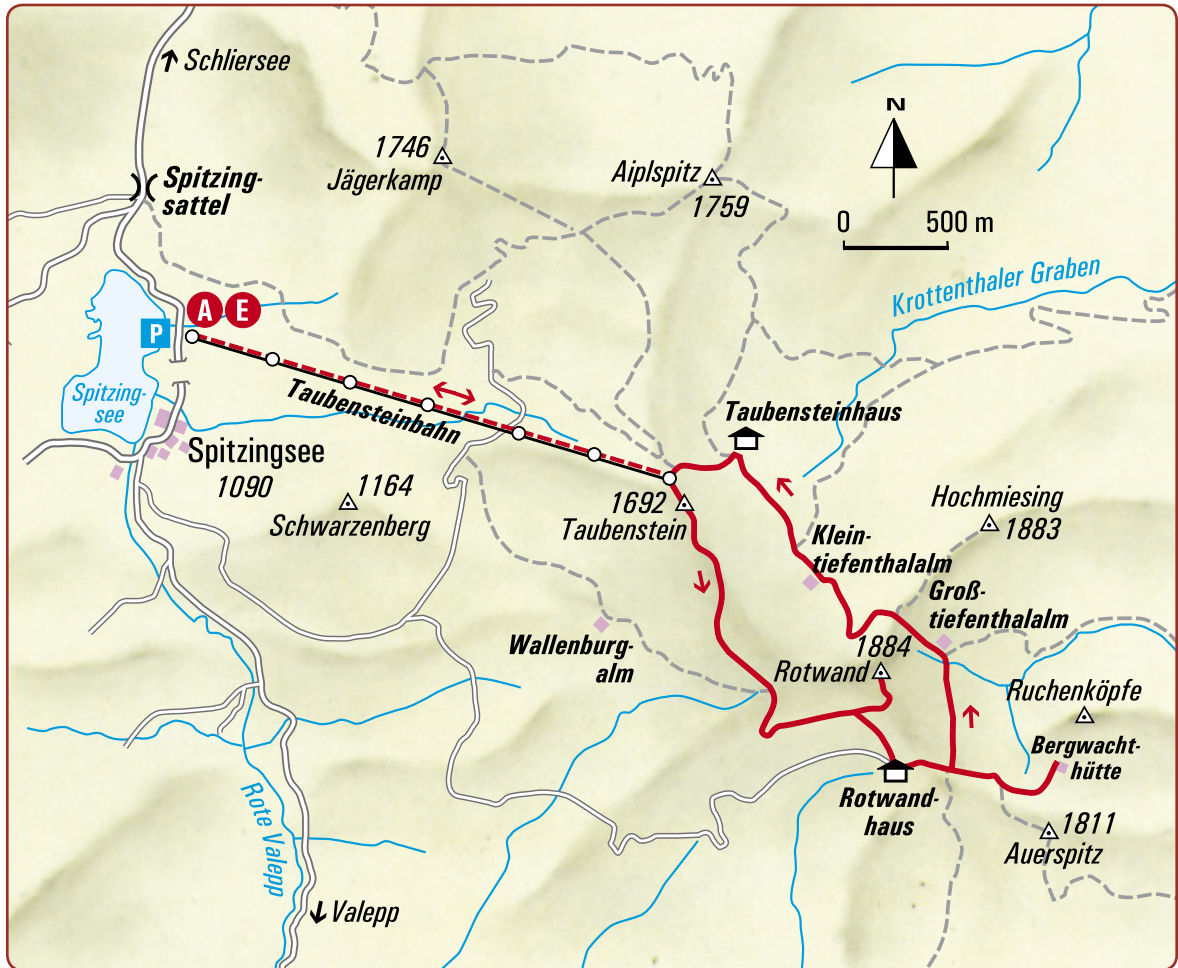 ↑ Schliersee
N
1746
Jägerkamp
Aiplspitz
1759
Spitzing-
sattel
0 500 m
Krottenthaler Graben
A E
P
Spitzing-
see
Taubensteinbahn
Taubensteinhaus
Spitzingsee
1090
1164
Schwarzenberg
1692
Taubenstein
Hochmiesing
1883
Klein-
tiefenthalalm
Groß-
tiefenthalalm
Wallenburg-
alm
1884
Rotwand
Ruchenköpfe
Bergwacht-
hütte
Rotwand-
haus
1811
Auerspitz
Rote Valepp
↓ Valepp